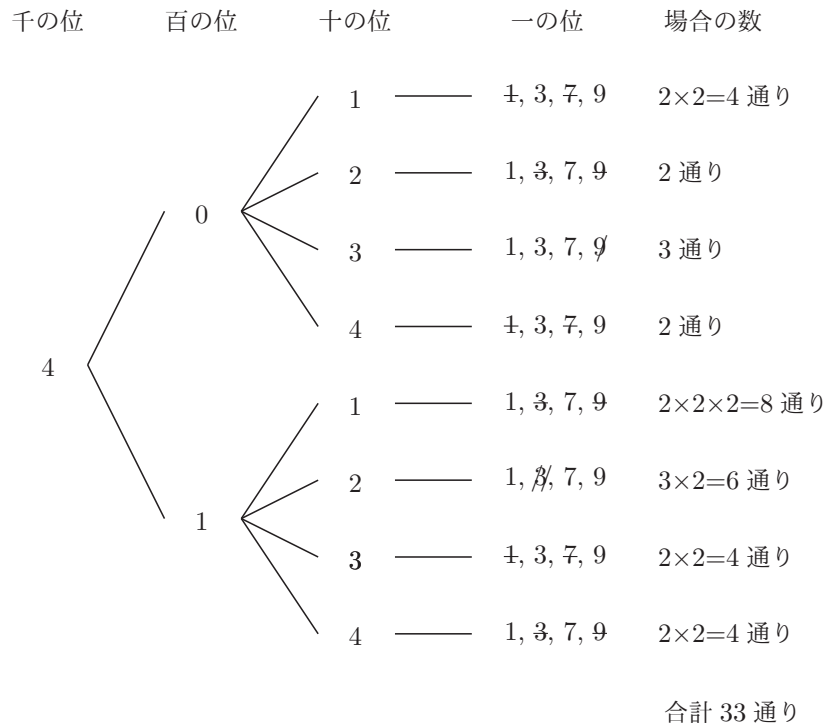 千の位 百の位 十の位 一の位 場合の数
1 1, 3, 7, 9 2×2=4 通り
2 1, 3, 7, 9 2 通り
0
3 1, 3, 7, 9 3 通り
4 1, 3, 7, 9 2 通り
4
1 1, 3, 7, 9 2×2×2=8 通り
2 1, 3, 7, 9 3×2=6 通り
1
3 1, 3, 7, 9 2×2=4 通り
4 1, 3, 7, 9 2×2=4 通り
合計 33 通り